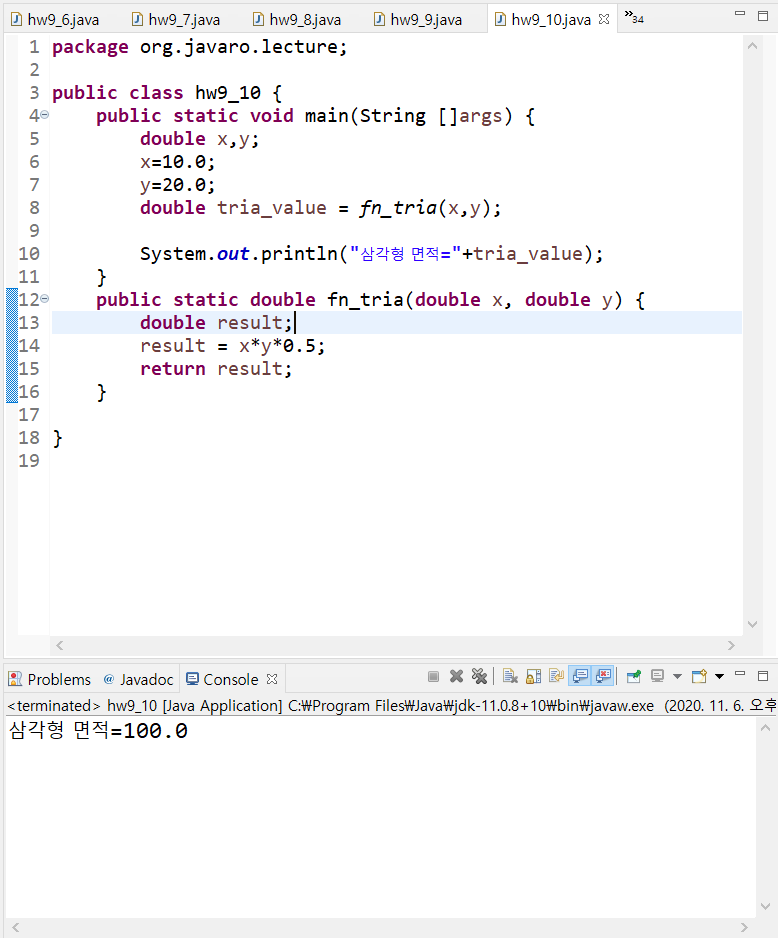 hw9_6.java hw9_7.java hw9_8.java hw9_9.java hw9_10.java »34
1 package org.javaro.lecture;
2
3 public class hw9_10 {
4 public static void main(String []args) {
5 double x,y;
6 x=10.0;
7 y=20.0;
8 double tria_value = fn_tria(x,y);
9
10 System.out.println("삼각형 면적="+tria_value);
11 }
12 public static double fn_tria(double x, double y) {
13 double result;
14 result = x*y*0.5;
15 return result;
16 }
17
18 }
19
Problems @ Javadoc Console
<terminated> hw9_10 [Java Application] C:₩Program Files₩Java₩jdk-11.0.8+10₩bin₩javaw.exe (2020. 11. 6. 오후
삼각형 면적=100.0